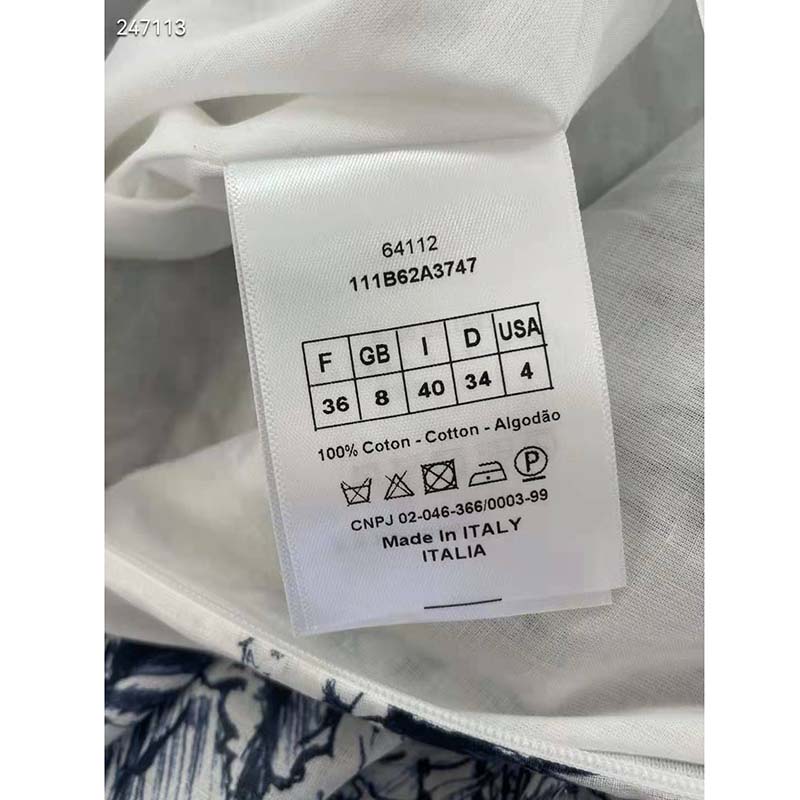 247113
64112
111B62A3747
F GB I D USA
36 8 40 34 4
100% Coton - Cotton - Algodão
P
CNPJ 02-046-366/0003-99
Made In ITALY
ITALIA